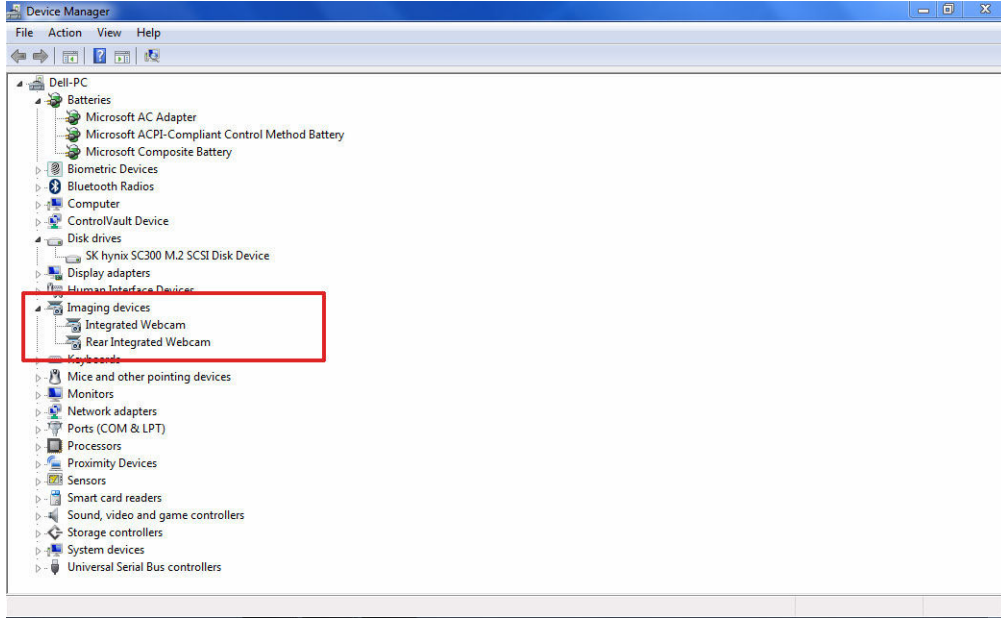 Device Manager
File Action View Help
Dell-PC
Batteries
Microsoft AC Adapter
Microsoft ACPI-Compliant Control Method Battery
Microsoft Composite Battery
Biometric Devices
Bluetooth Radios
Computer
ControlVault Device
Disk drives
SK hynix SC300 M.2 SCSI Disk Device
Display adapters
Human Interface Devices
Imaging devices
Integrated Webcam
Rear Integrated Webcam
Keyboards
Mice and other pointing devices
Monitors
Network adapters
Ports (COM & LPT)
Processors
Proximity Devices
Sensors
Smart card readers
Sound, video and game controllers
Storage controllers
System devices
Universal Serial Bus controllers